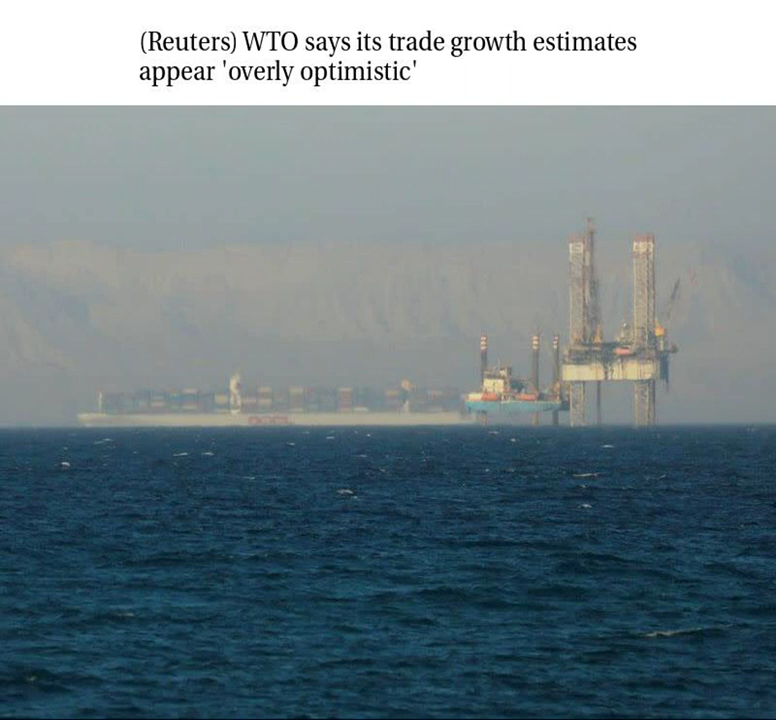 (Reuters) WTO says its trade growth estimates
appear 'overly optimistic'